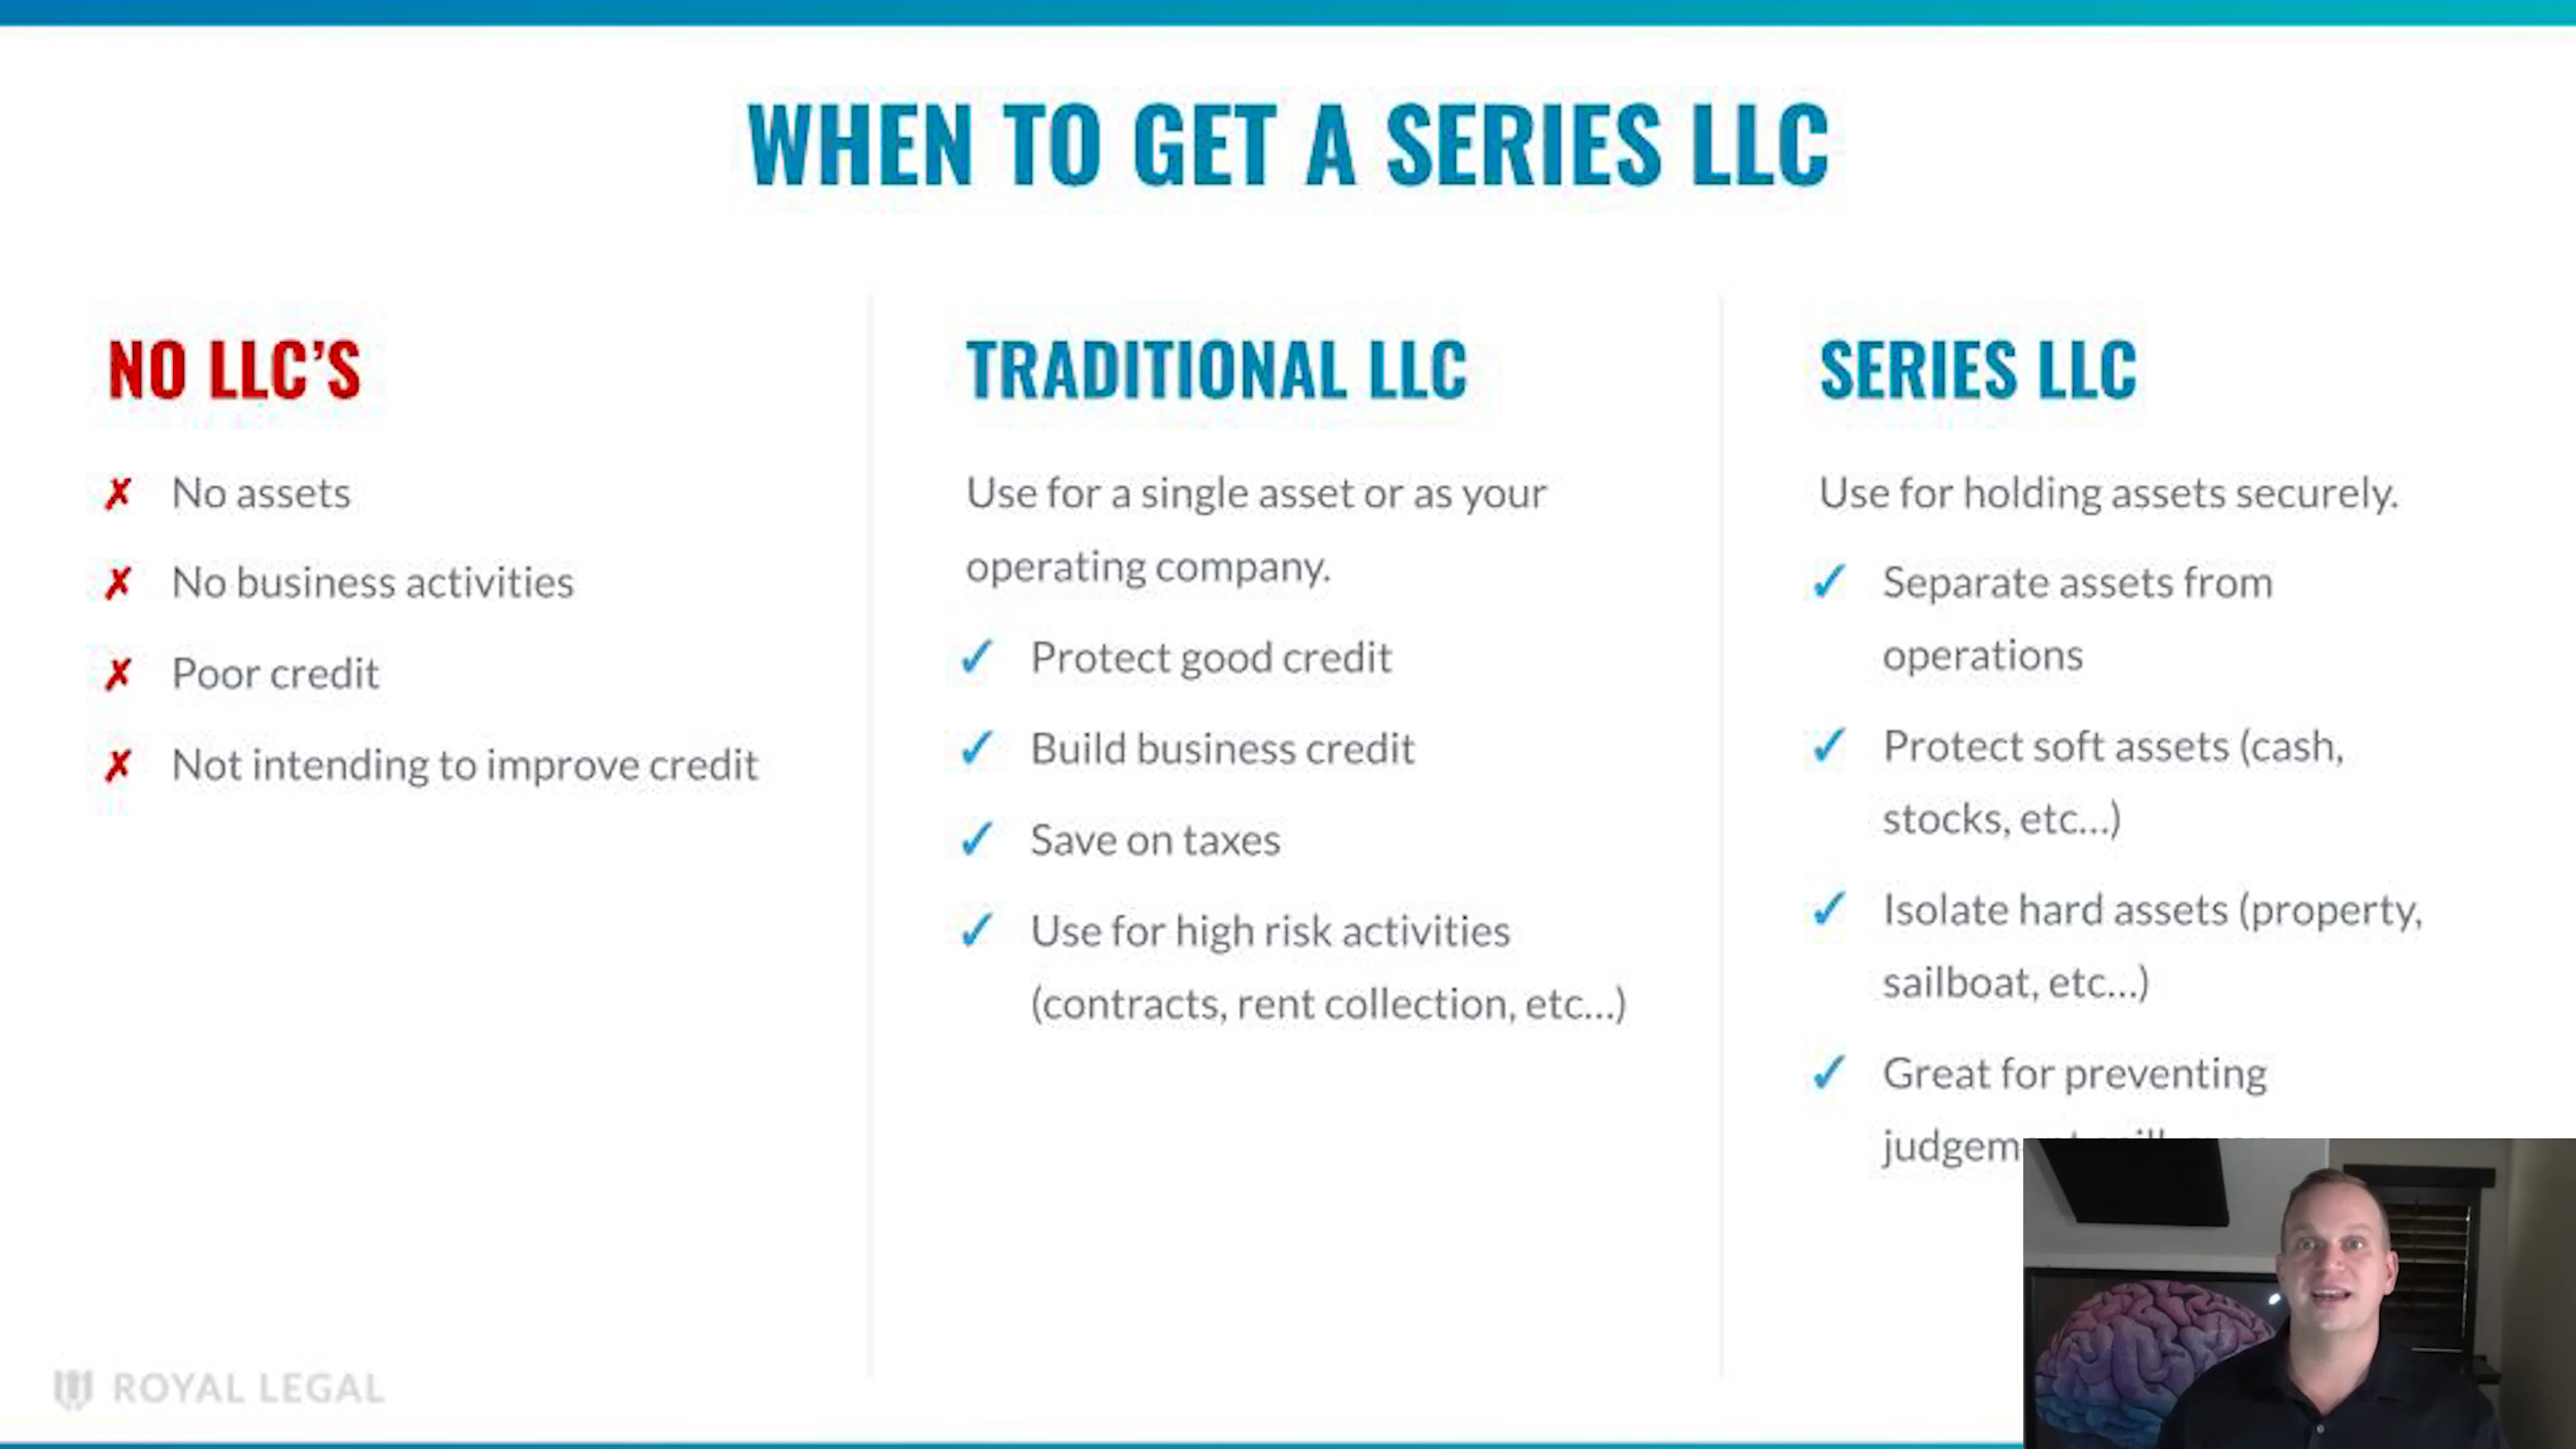 WHEN TO GET A SERIES LLC
NO LLC'S
✗ No assets
✗ No business activities
✗ Poor credit
✗ Not intending to improve credit
TRADITIONAL LLC
Use for a single asset or as your
operating company.
✓ Protect good credit
✓ Build business credit
✓ Save on taxes
✓ Use for high risk activities
(contracts, rent collection, etc...)
SERIES LLC
Use for holding assets securely.
✓ Separate assets from
operations
✓ Protect soft assets (cash,
stocks, etc...)
✓ Isolate hard assets (property,
sailboat, etc...)
✓ Great for preventing
ROYAL LEGAL